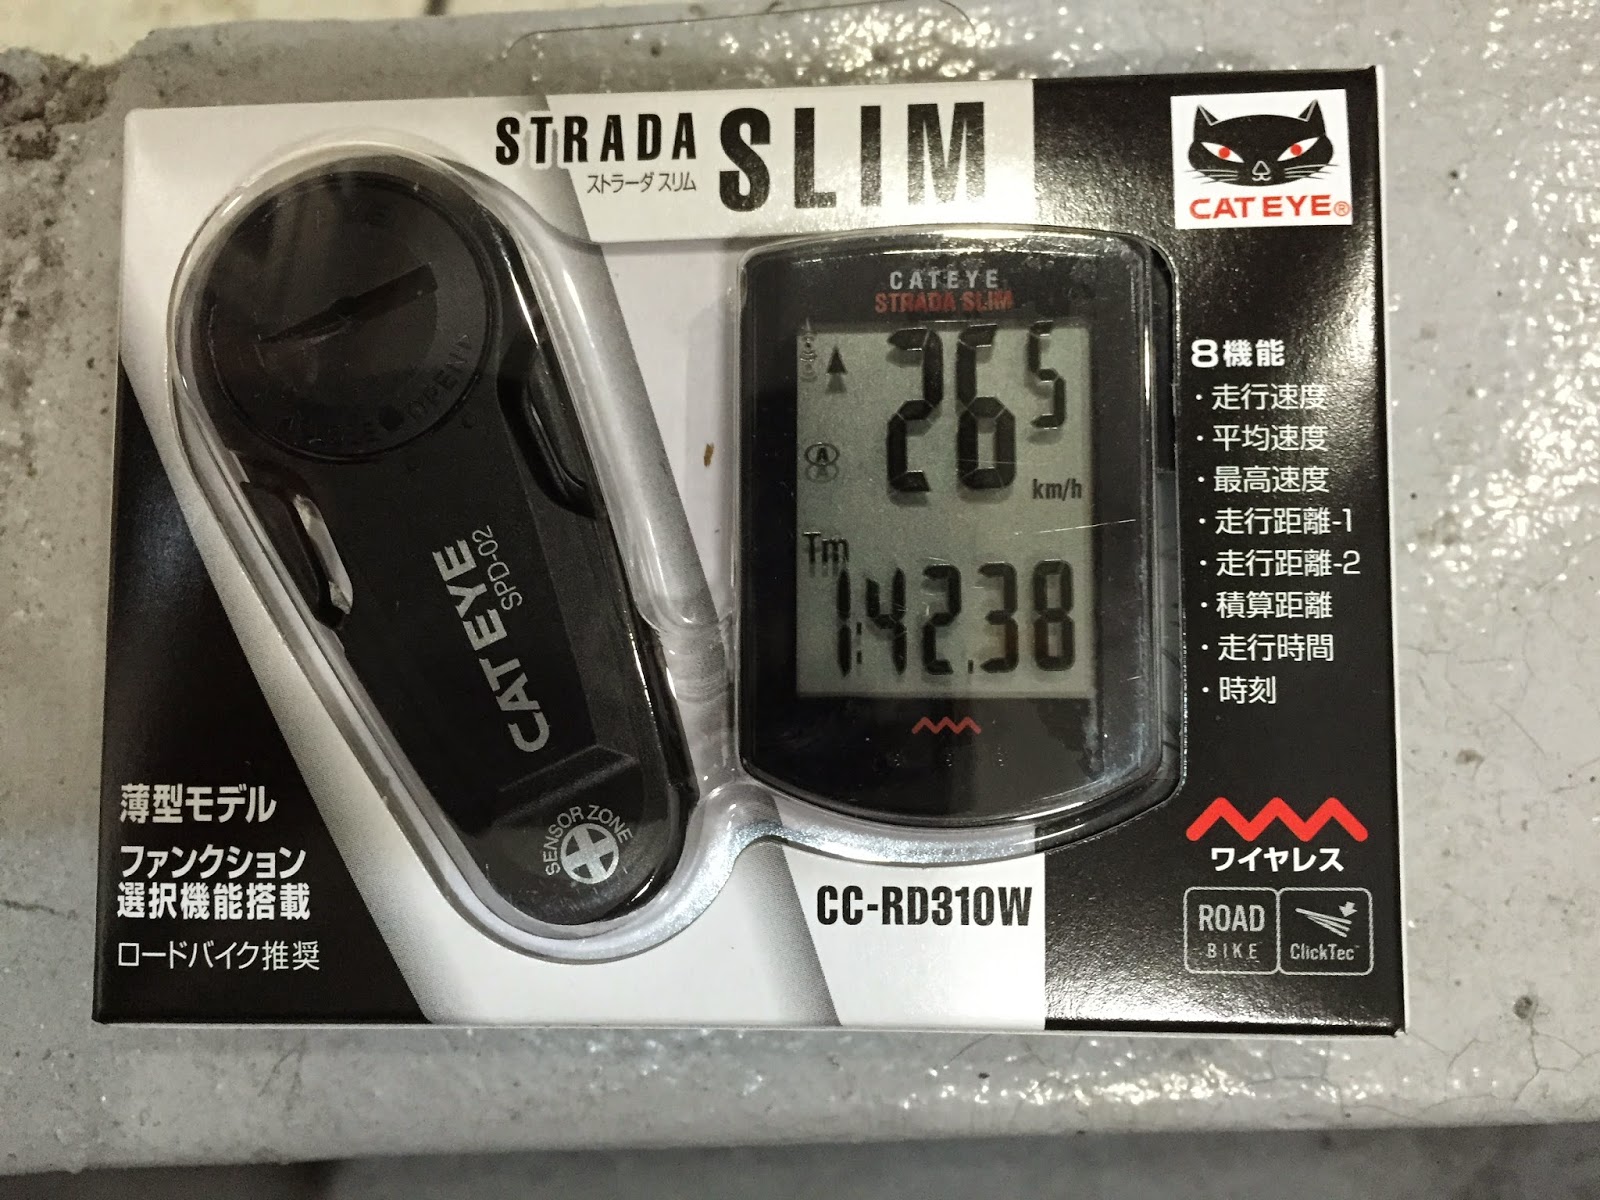 STRADA SLIM
ストラーダ スリム
CATEYE®
CATEYE
STRADA SLIM
26.5
km/h
Tm
1:42.38
OPEN
CATEYE
SPD-02
SENSOR ZONE
8機能
・走行速度
・平均速度
・最高速度
・走行距離-1
・走行距離-2
・積算距離
・走行時間
・時刻
薄型モデル
ファンクション
選択機能搭載
ロードバイク推奨
CC-RD310W
ワイヤレス
ROAD
BIKE
ClickTec™